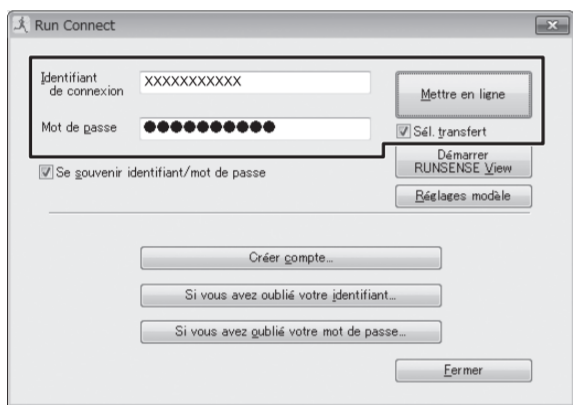 Run Connect
Identifiant
de connexion
XXXXXXXXXXX
Mettre en ligne
Mot de passe
●●●●●●●●●●
Sél. transfert
Se souvenir identifiant/mot de passe
Démarrer
RUNSENSE View
Réglages modèle
Créer compte...
Si vous avez oublié votre identifiant...
Si vous avez oublié votre mot de passe...
Fermer